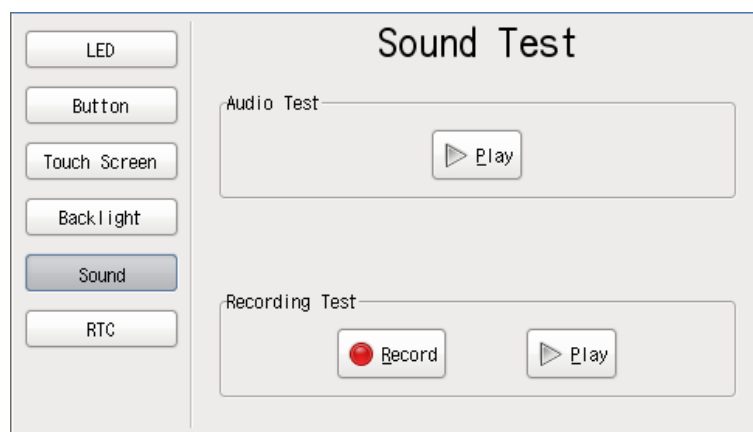 LED
Button
Touch Screen
Backlight
Sound
RTC
Sound Test
Audio Test
Play
Recording Test
Record
Play